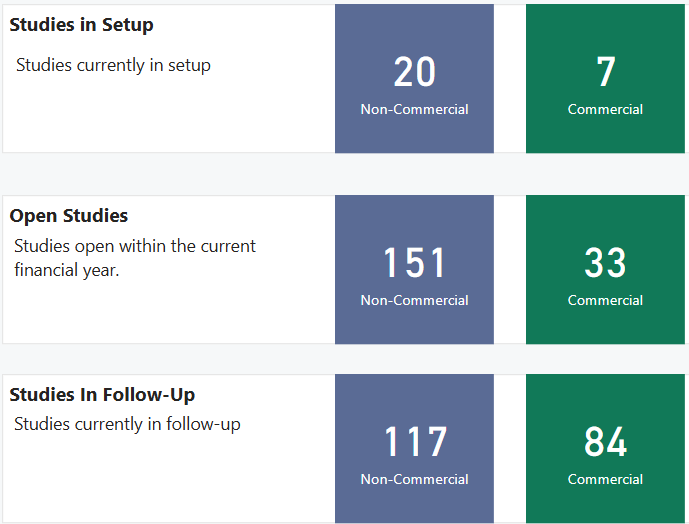 Studies in Setup
Studies currently in setup
20
Non-Commercial
7
Commercial
Open Studies
Studies open within the current
financial year.
151
Non-Commercial
33
Commercial
Studies In Follow-Up
Studies currently in follow-up
117
Non-Commercial
84
Commercial